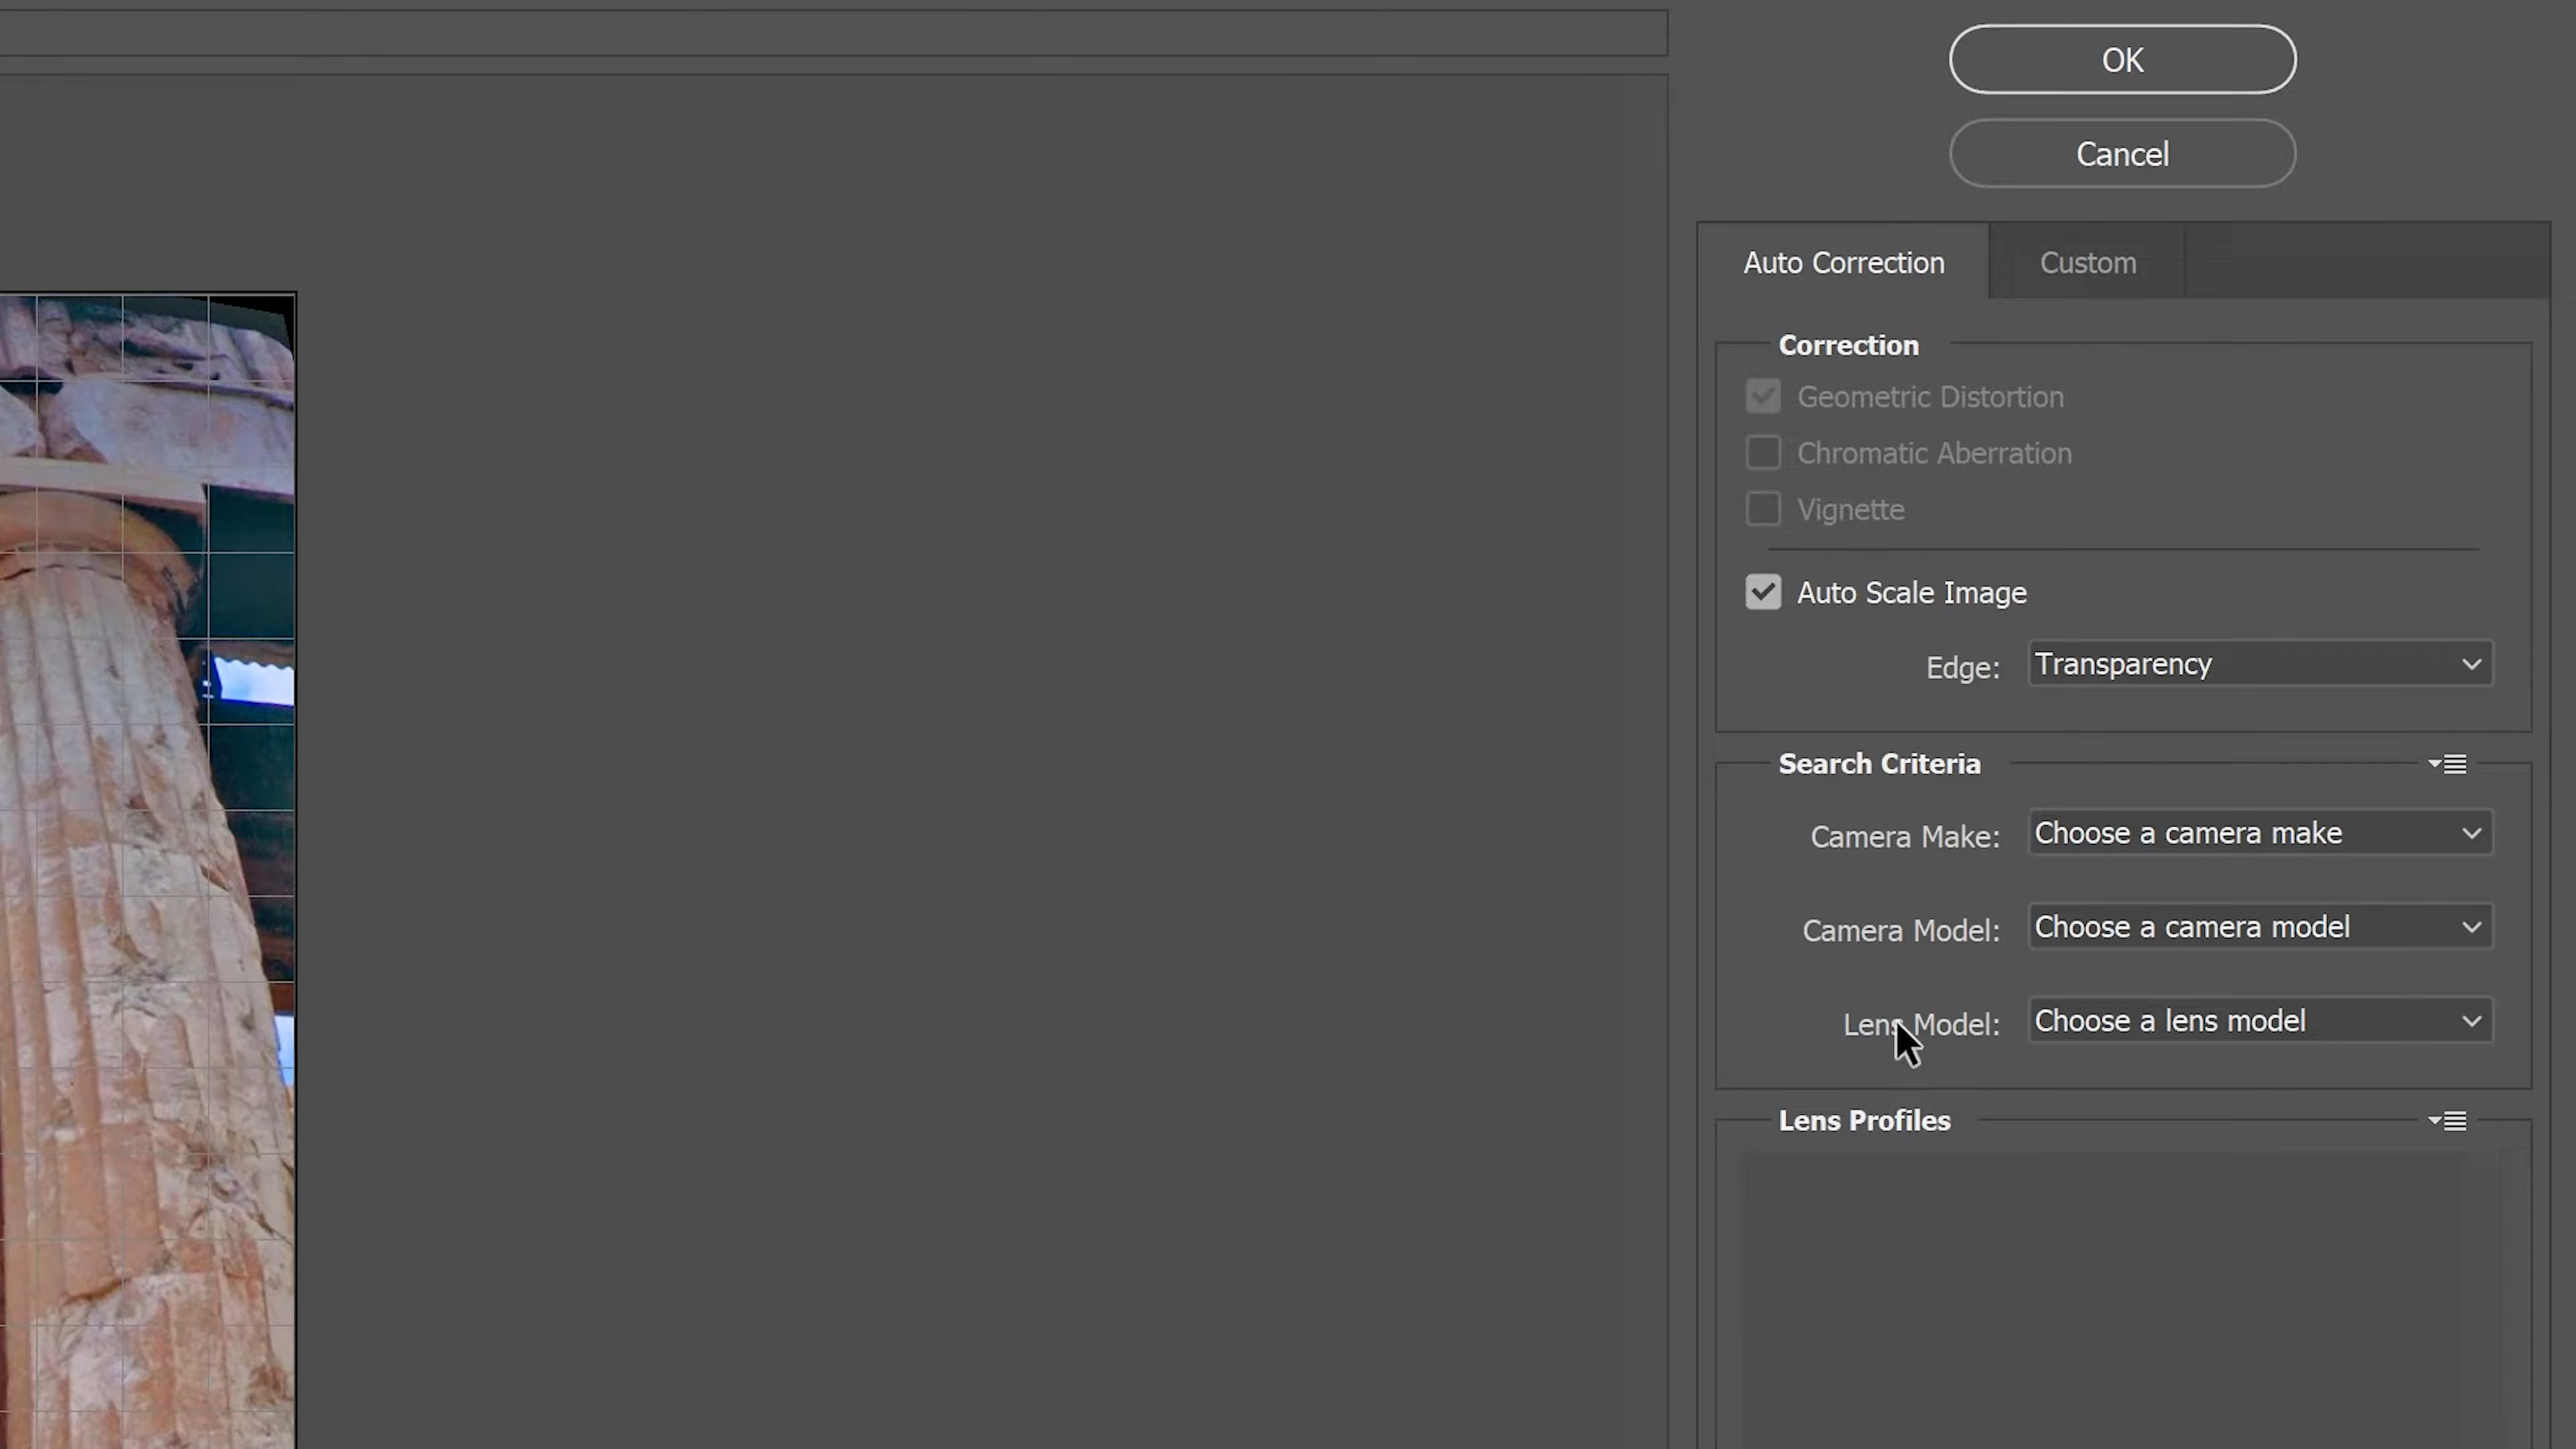 OK
Cancel
Auto Correction
Custom
Correction
Geometric Distortion
Chromatic Aberration
Vignette
Auto Scale Image
Edge: Transparency
Search Criteria
Camera Make: Choose a camera make
Camera Model: Choose a camera model
Lens Model: Choose a lens model
Lens Profiles